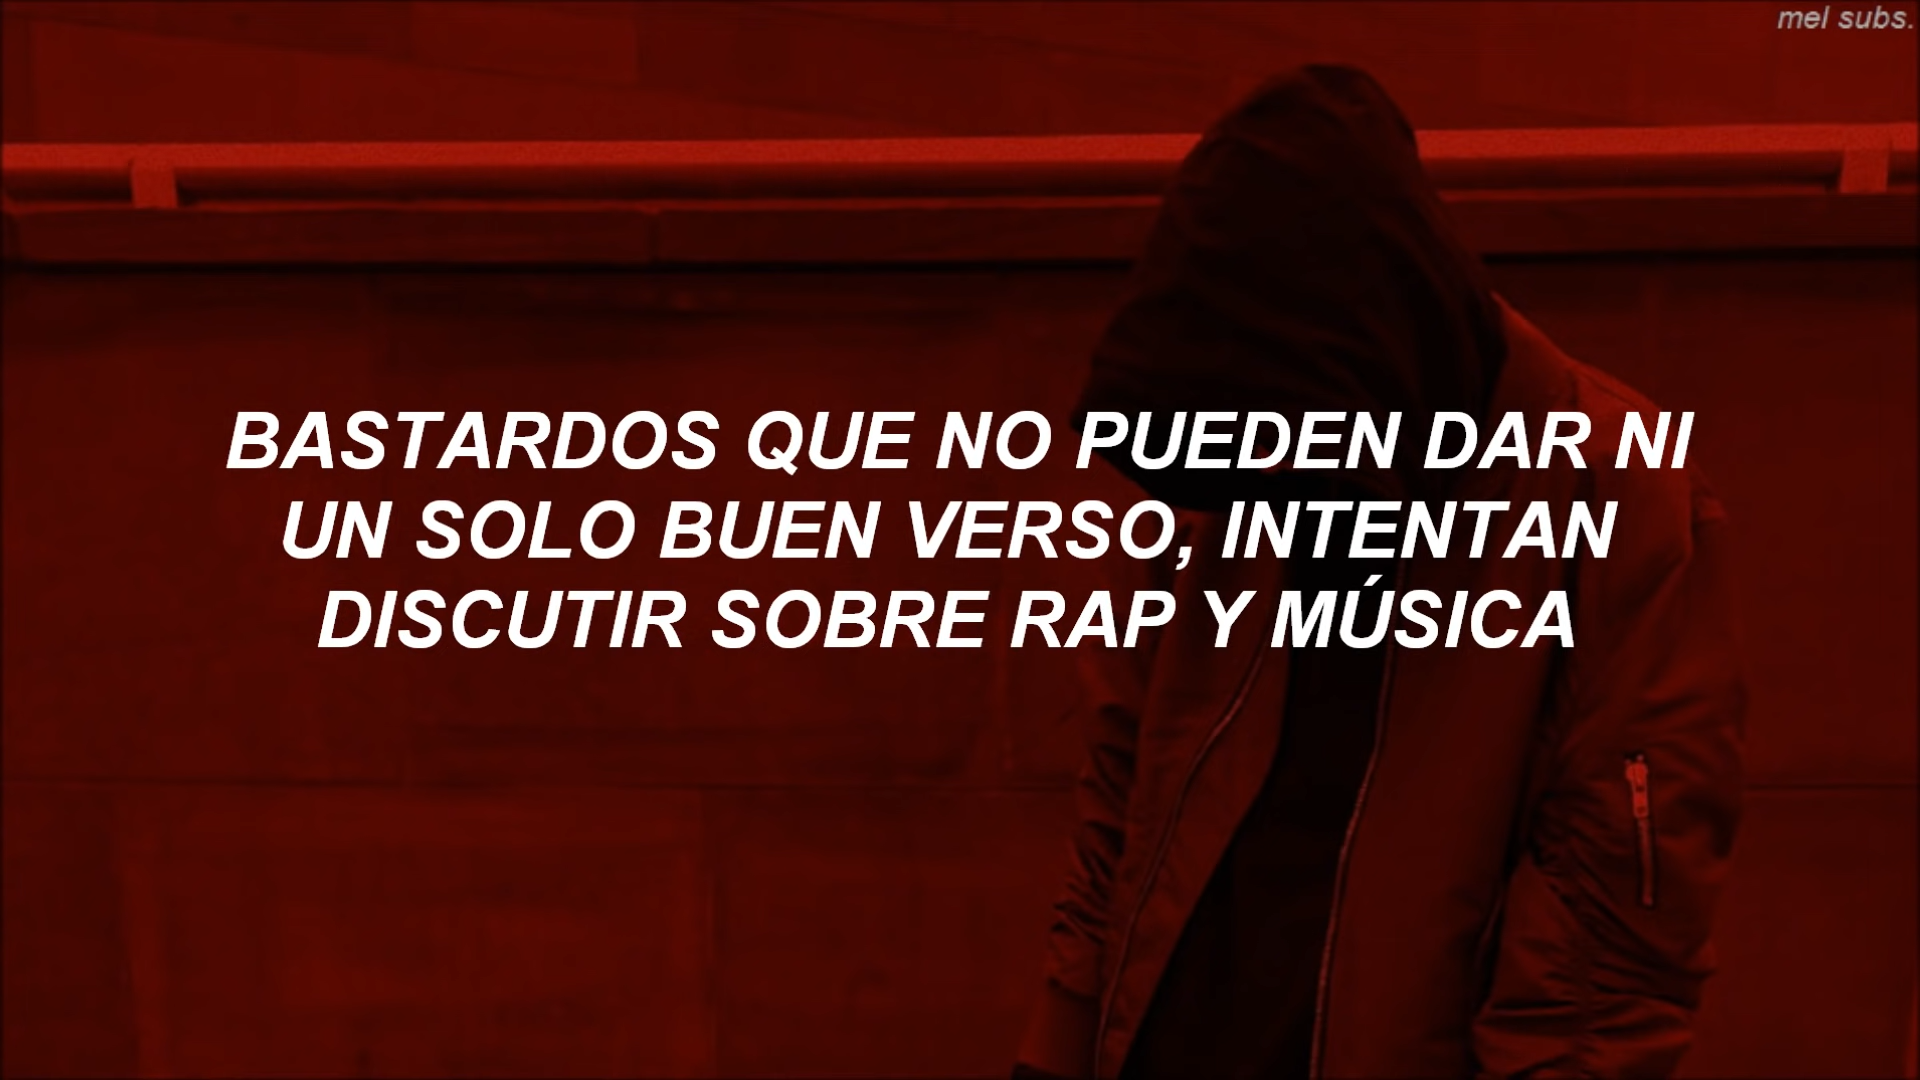 mel subs.
BASTARDOS QUE NO PUEDEN DAR NI
UN SOLO BUEN VERSO, INTENTAN
DISCUTIR SOBRE RAP Y MÚSICA